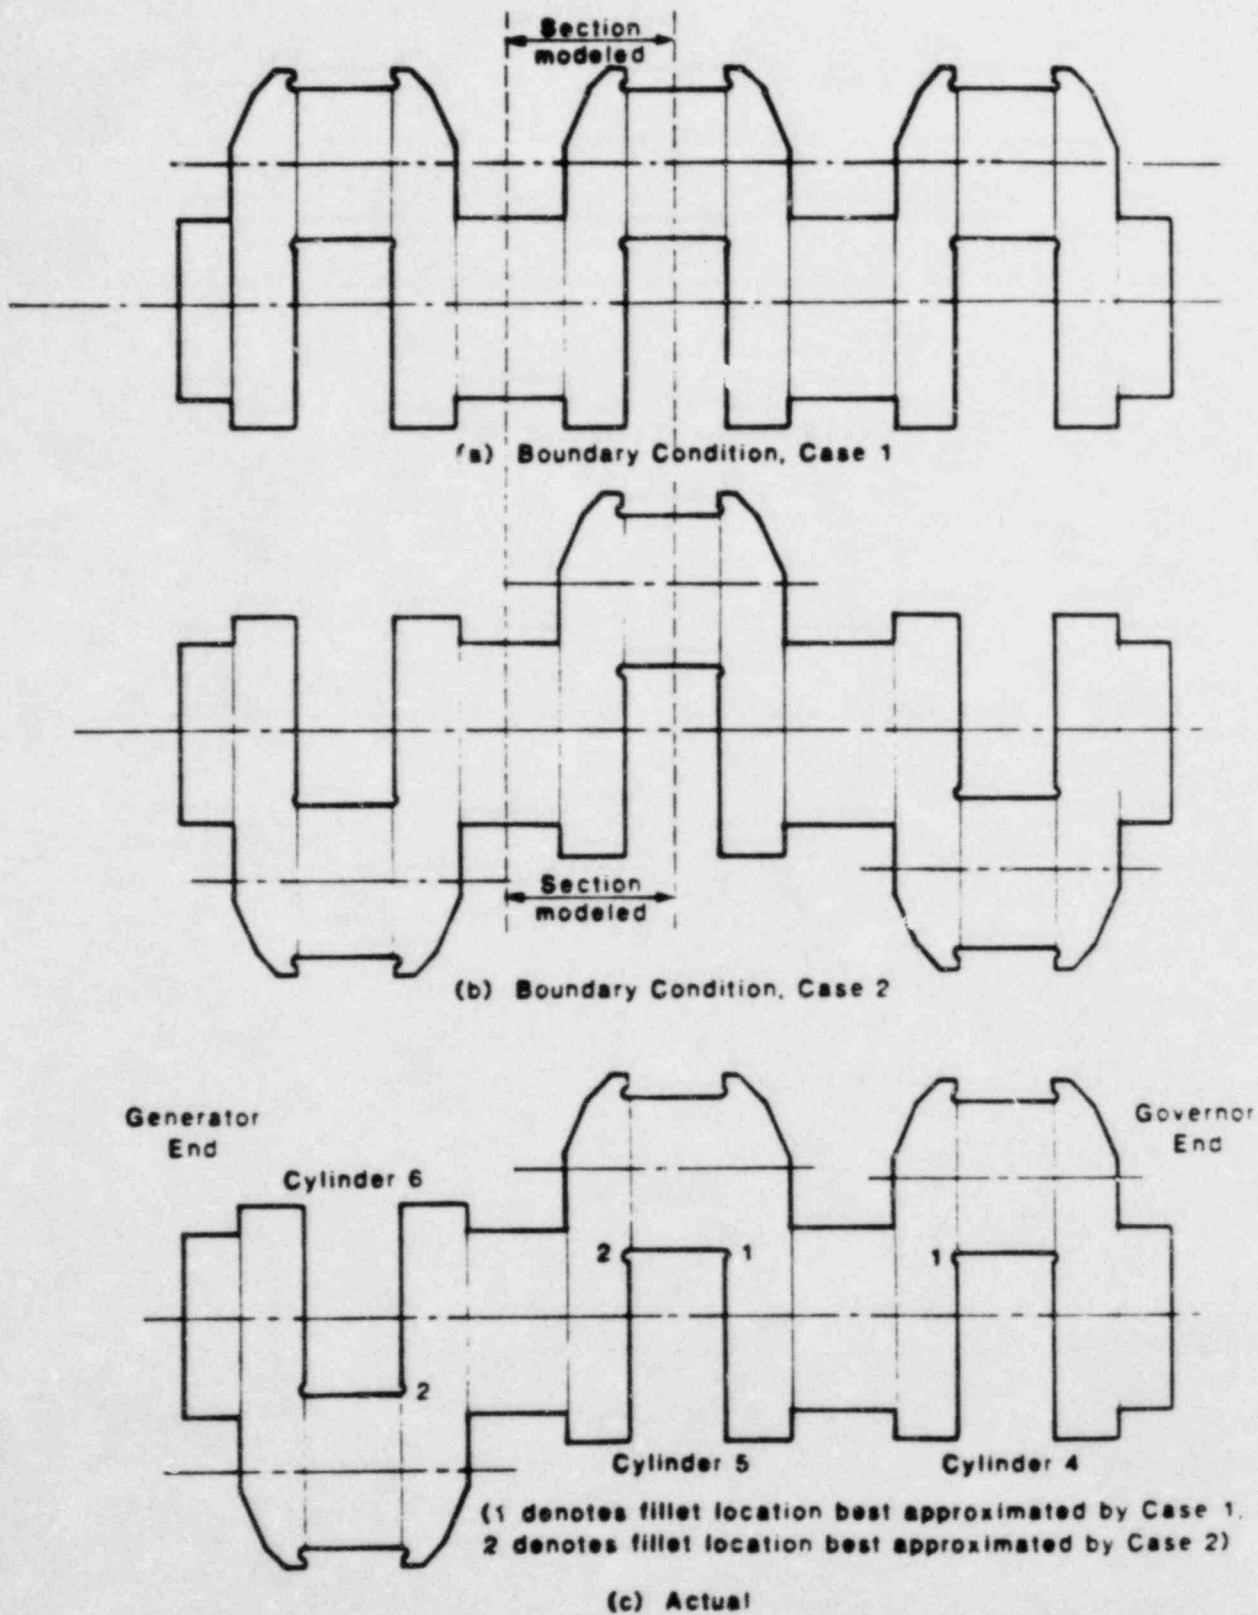 Section
modeled
(a) Boundary Condition, Case 1
Section
modeled
(b) Boundary Condition, Case 2
Generator
End
Governor
End
Cylinder 6
2
1
1
2
Cylinder 5
Cylinder 4
(1 denotes fillet location best approximated by Case 1,
2 denotes fillet location best approximated by Case 2)
(c) Actual